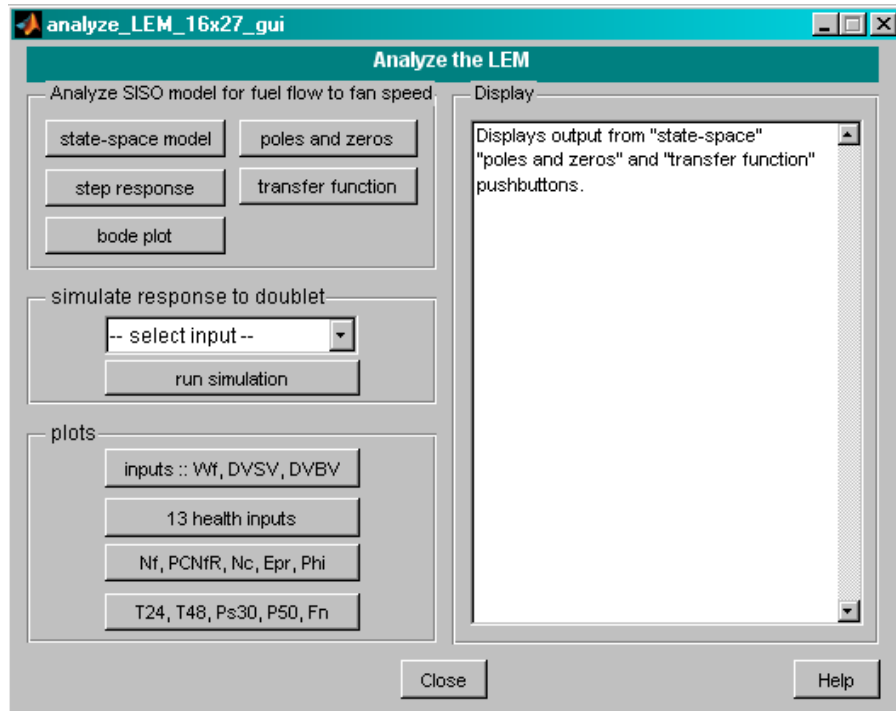 analyze_LEM_16x27_gui
Analyze the LEM
Analyze SISO model for fuel flow to fan speed
state-space model
poles and zeros
step response
transfer function
bode plot
simulate response to doublet
-- select input --
run simulation
plots
inputs :: Wf, DVSV, DVBV
13 health inputs
Nf, PCNfR, Nc, Epr, Phi
T24, T48, Ps30, P50, Fn
Display
Displays output from "state-space"
"poles and zeros" and "transfer function"
pushbuttons.
Close
Help